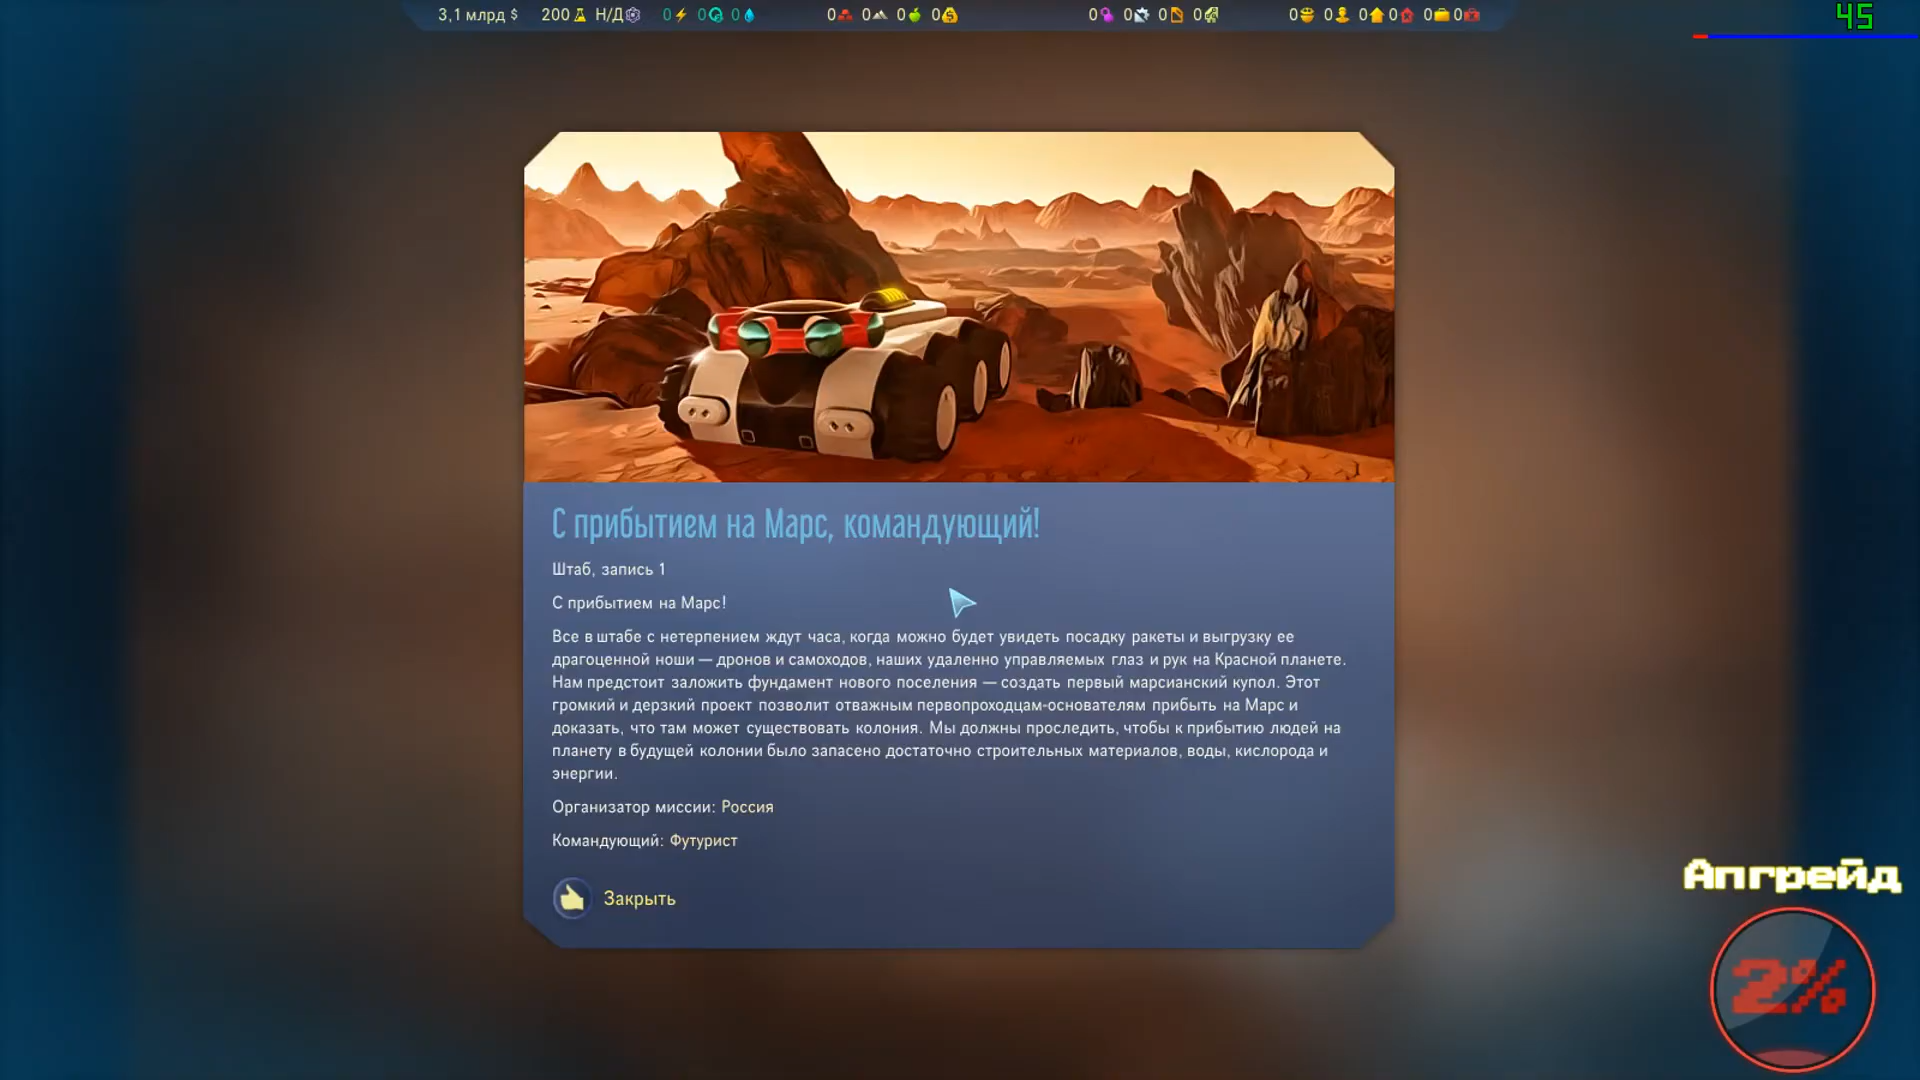 3,1 млрд $ 200 Н/Д 0 0 0 0 0 0 0 0 0 0 0 0 0 0 0 0 0
45
С прибытием на Марс, командующий!
Штаб, запись 1
С прибытием на Марс!
Все в штабе с нетерпением ждут часа, когда можно будет увидеть посадку ракеты и выгрузку ее
драгоценной ноши — дронов и самоходов, наших удаленно управляемых глаз и рук на Красной планете.
Нам предстоит заложить фундамент нового поселения — создать первый марсианский купол. Этот
громкий и дерзкий проект позволит отважным первопроходцам-основателям прибыть на Марс и
доказать, что там может существовать колония. Мы должны проследить, чтобы к прибытию людей на
планету в будущей колонии было запасено достаточно строительных материалов, воды, кислорода и
энергии.
Организатор миссии: Россия
Командующий: Футурист
Закрыть
Апгрейд
2%